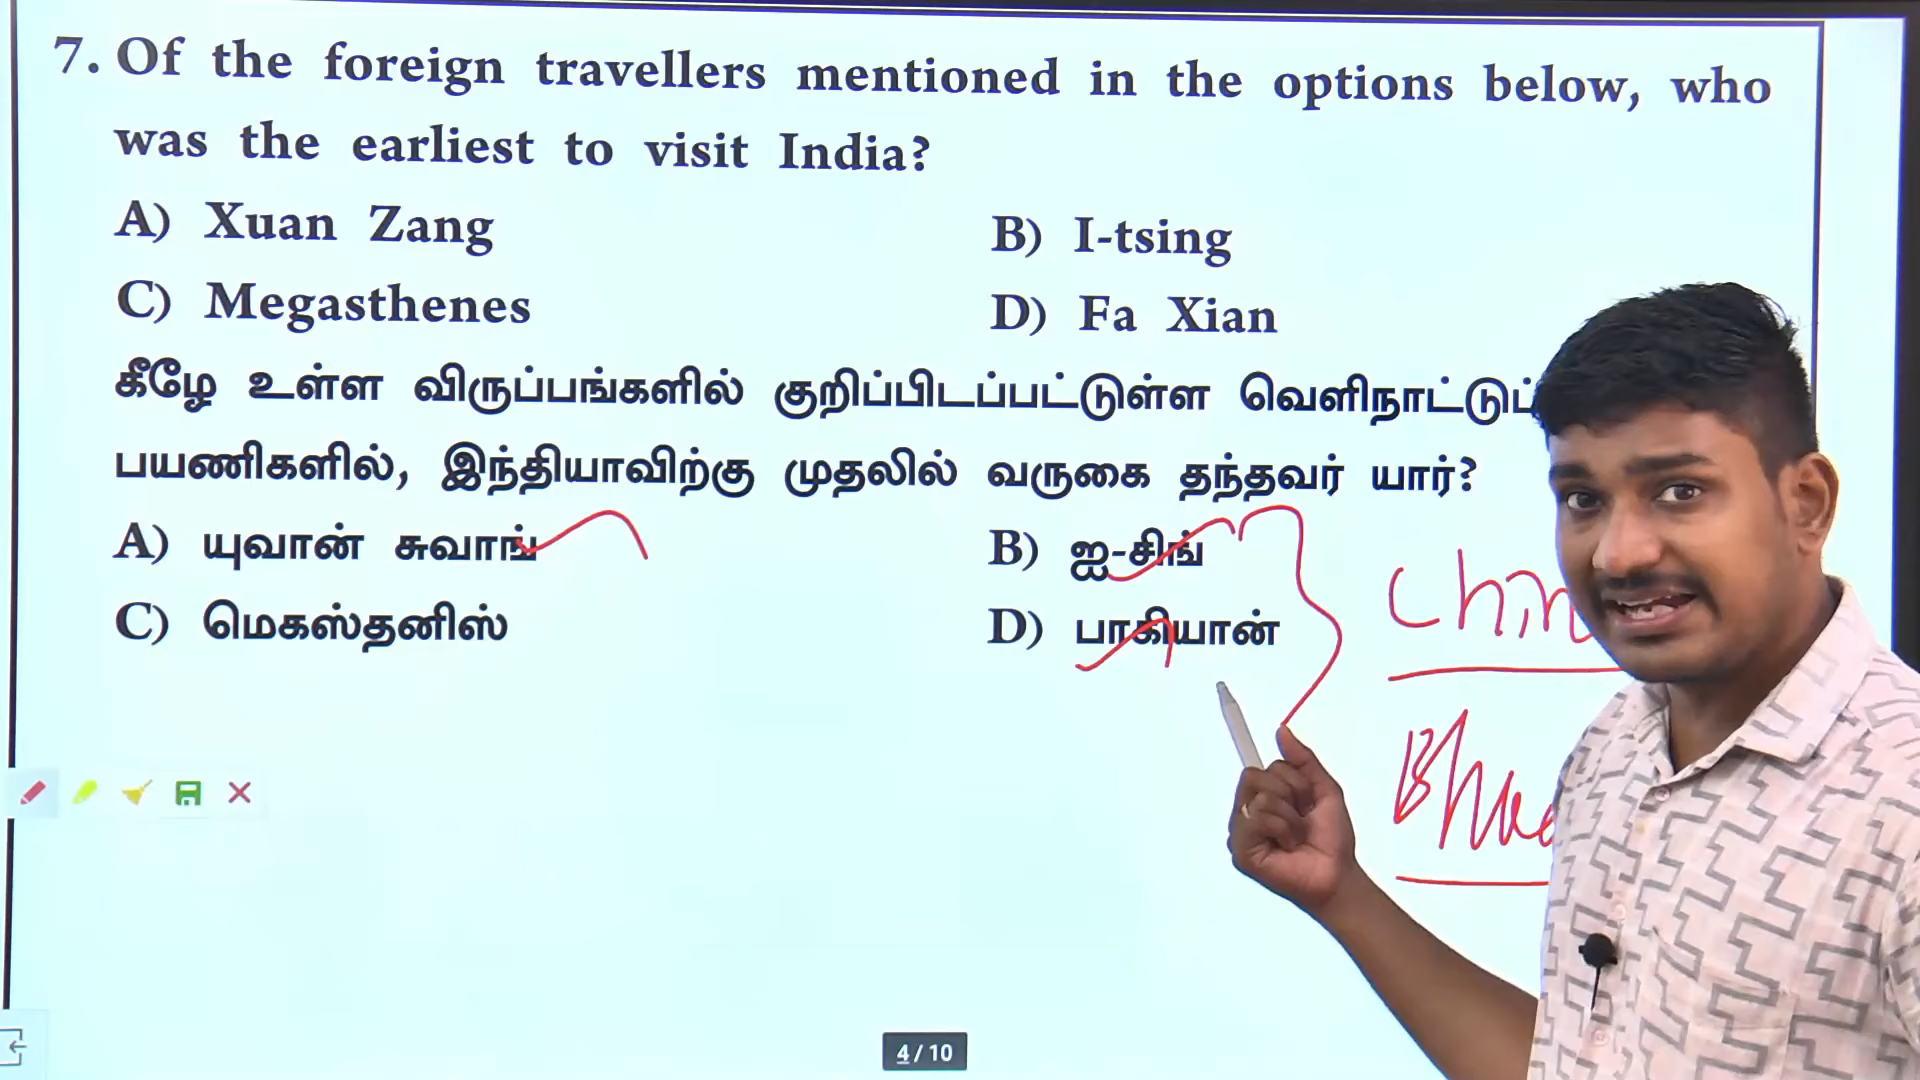 7. Of the foreign travellers mentioned in the options below, who
was the earliest to visit India?
A) Xuan Zang B) I-tsing
C) Megasthenes D) Fa Xian
கீழே உள்ள விருப்பங்களில் குறிப்பிடப்பட்டுள்ள வெளிநாட்டுப்
பயணிகளில், இந்தியாவிற்கு முதலில் வருகை தந்தவர் யார்?
A) யுவான் சுவாங் B) ஐ-சிங்
C) மெகஸ்தனிஸ் D) பாகியான்
4/10